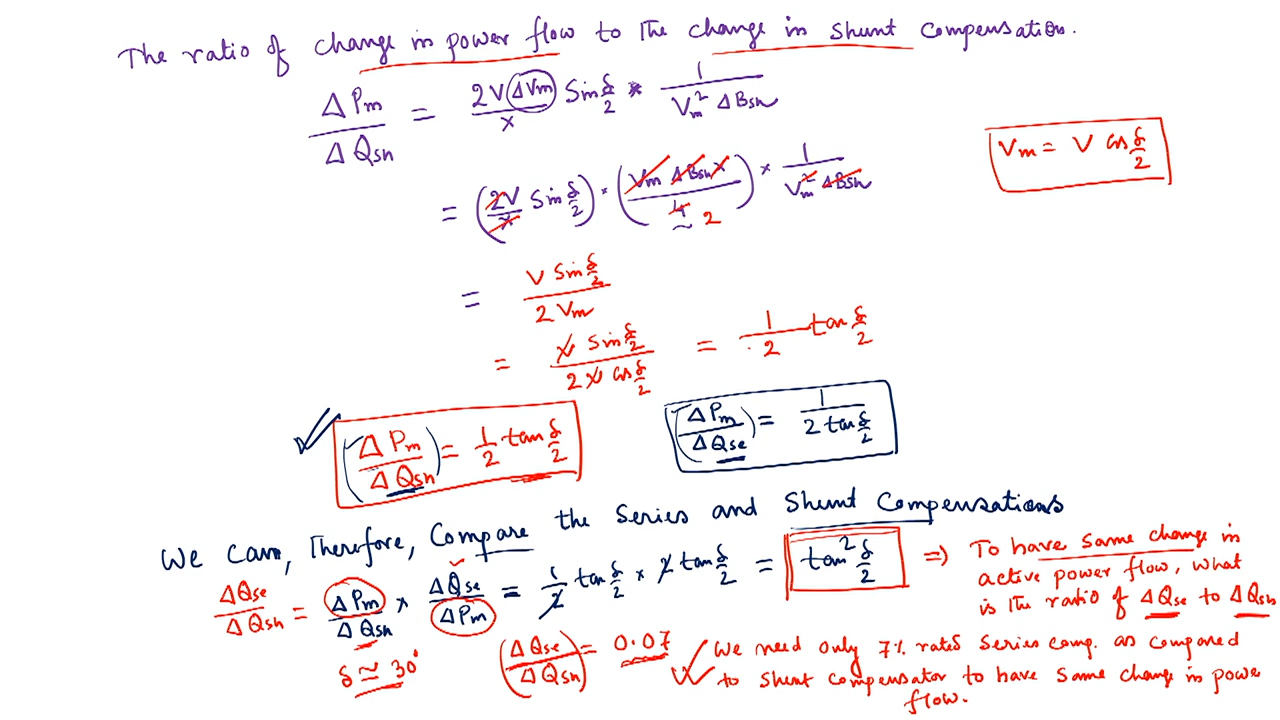 The ratio of change in power flow to the change in shunt compensation.
ΔPm / ΔQsh = 2V ΔVm / x Sin δ/2 * 1 / Vm² ΔBsh
Vm = V cos δ/2
= (2V / x Sin δ/2) * (Vm ΔBsh x / 4 2) * 1 / Vm² ΔBsh
= V Sin δ/2 / 2Vm
= V Sin δ/2 / 2V cos δ/2 = 1/2 tan δ/2
(ΔPm / ΔQsh) = 1/2 tan δ/2
(ΔPm / ΔQse) = 1 / 2 tan δ/2
We can, Therefore, Compare the Series and Shunt Compensations
ΔQse / ΔQsh = ΔPm / ΔQsh × ΔQse / ΔPm = 1/2 tan δ/2 × 2 tan δ/2 = tan² δ/2
⇒ To have same change in
active power flow, what
is the ratio of ΔQse to ΔQsh
δ ≃ 30°
(ΔQse / ΔQsh) = 0.07
We need only 7% rated Series comp. as compared
to shunt compensator to have same change in power
flow.